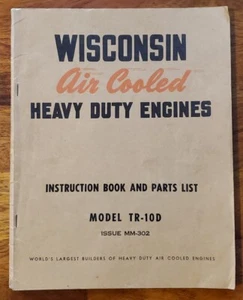 WISCONSIN
Air Cooled
HEAVY DUTY ENGINES
INSTRUCTION BOOK AND PARTS LIST
MODEL TR-10D
ISSUE MM-302
WORLD'S LARGEST BUILDERS OF HEAVY DUTY AIR COOLED ENGINES